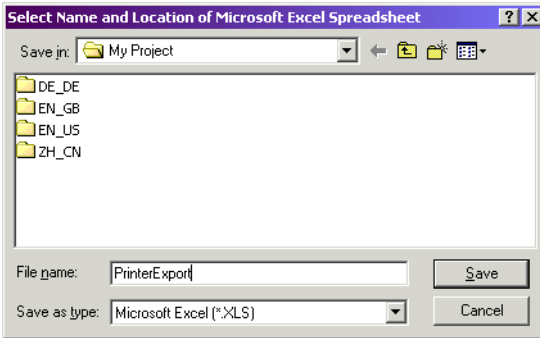 Select Name and Location of Microsoft Excel Spreadsheet
Save in: My Project
DE_DE
EN_GB
EN_US
ZH_CN
File name: PrinterExport Save
Save as type: Microsoft Excel (*.XLS) Cancel